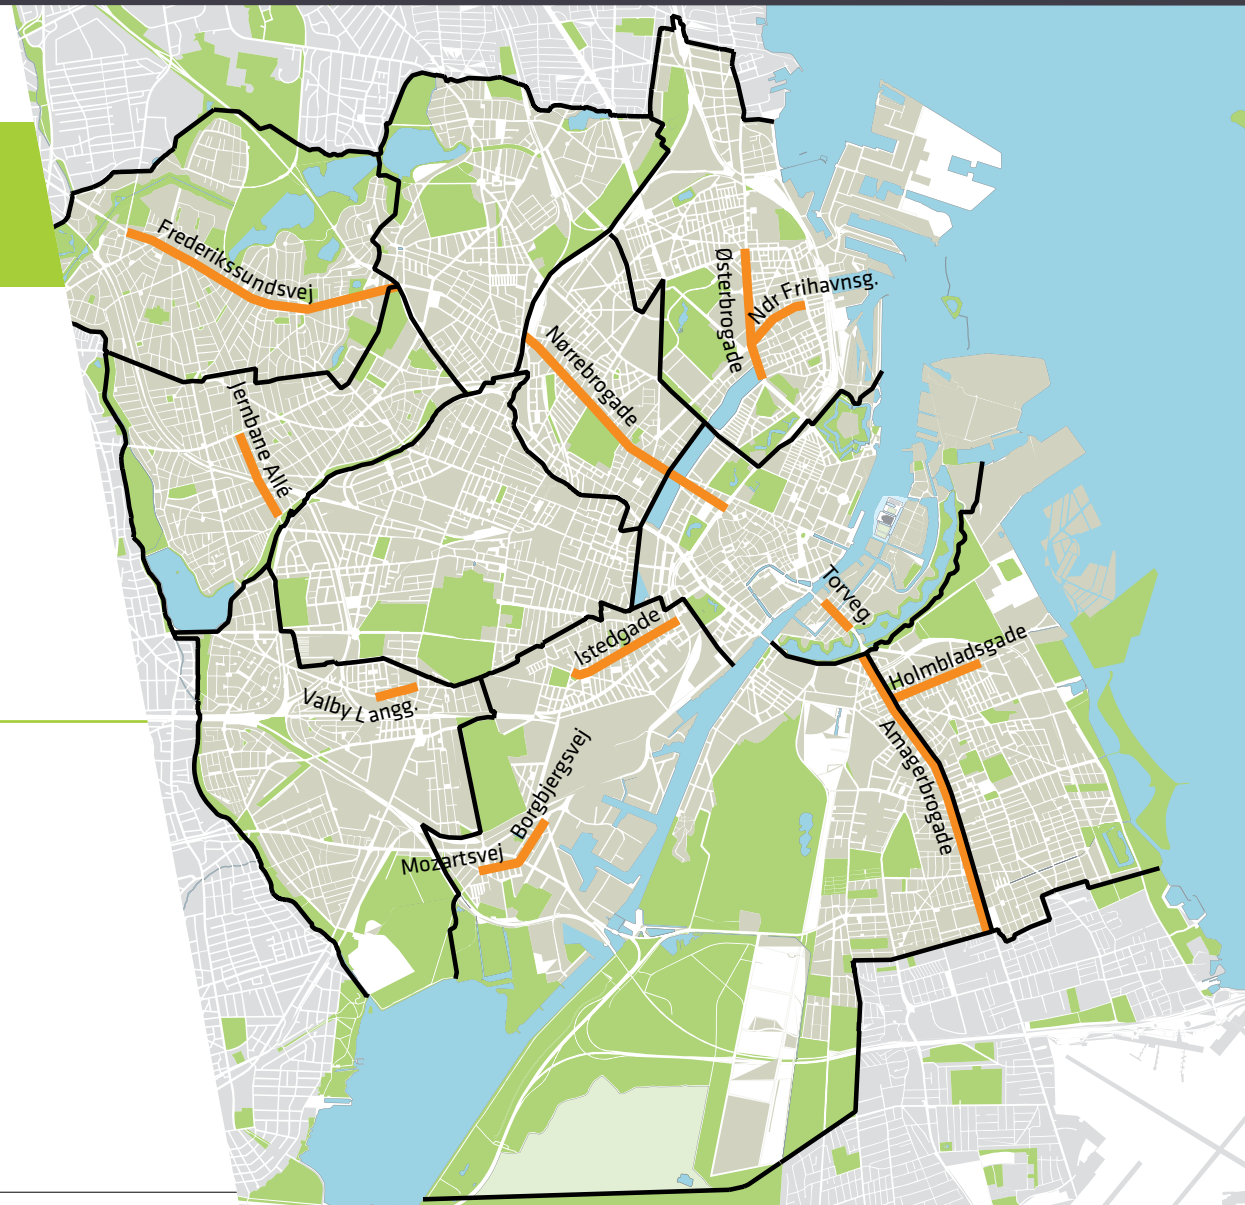 Frederikssundsvej
Østerbrogade
Ndr Frihavnsg.
Nørrebrogade
Jernbane Allé
Torveg.
Istedgade
Holmbladsgade
Valby Langg.
Amagerbrogade
Borgbjergsvej
Mozartsvej